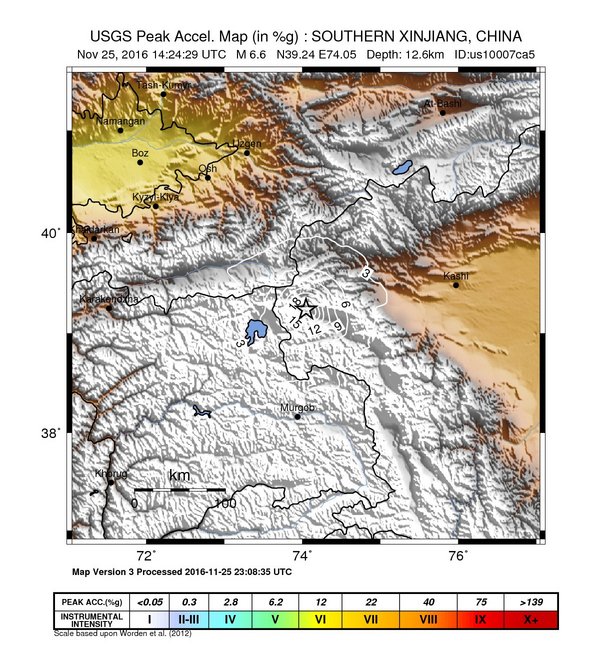 USGS Peak Accel. Map (in %g) : SOUTHERN XINJIANG, CHINA
Nov 25, 2016 14:24:29 UTC M 6.6 N39.24 E74.05 Depth: 12.6km ID:us10007ca5
Tash-Kumyr
At-Bashi
Namangan
Uzgen
Boz
Osh
Kyzyl-Kiya
40°
Khaidarkan
3
Kashi
Karakendzha
18
6
15
12
9
3
38°
Murgob
Khorug
km
0 100
72° 74° 76°
Map Version 3 Processed 2016-11-25 23:08:35 UTC
PEAK ACC.(%g) <0.05 0.3 2.8 6.2 12 22 40 75 >139
INSTRUMENTAL INTENSITY I II-III IV V VI VII VIII IX X+
Scale based upon Worden et al. (2012)